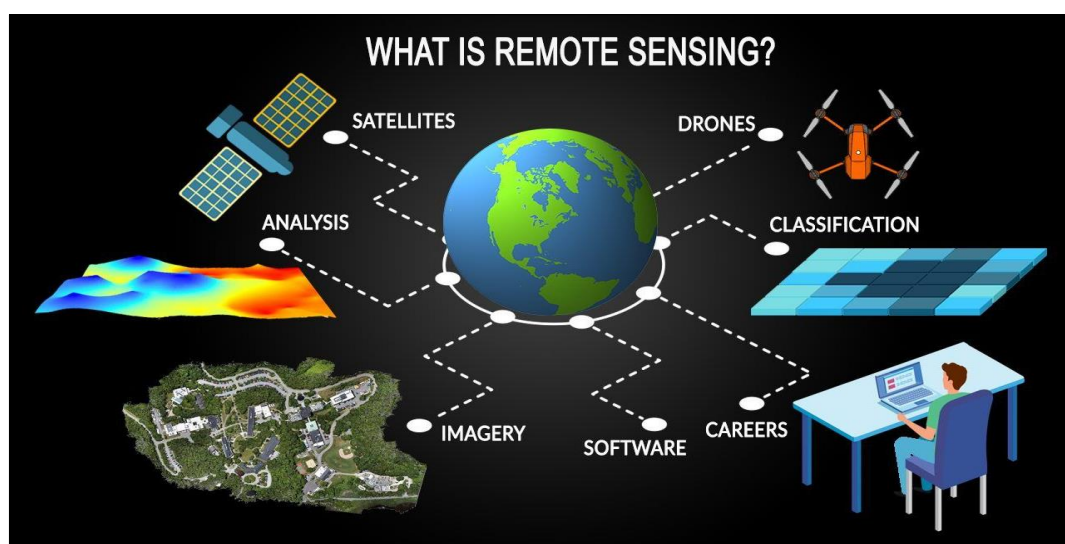 WHAT IS REMOTE SENSING?
SATELLITES
DRONES
ANALYSIS
CLASSIFICATION
IMAGERY
SOFTWARE
CAREERS